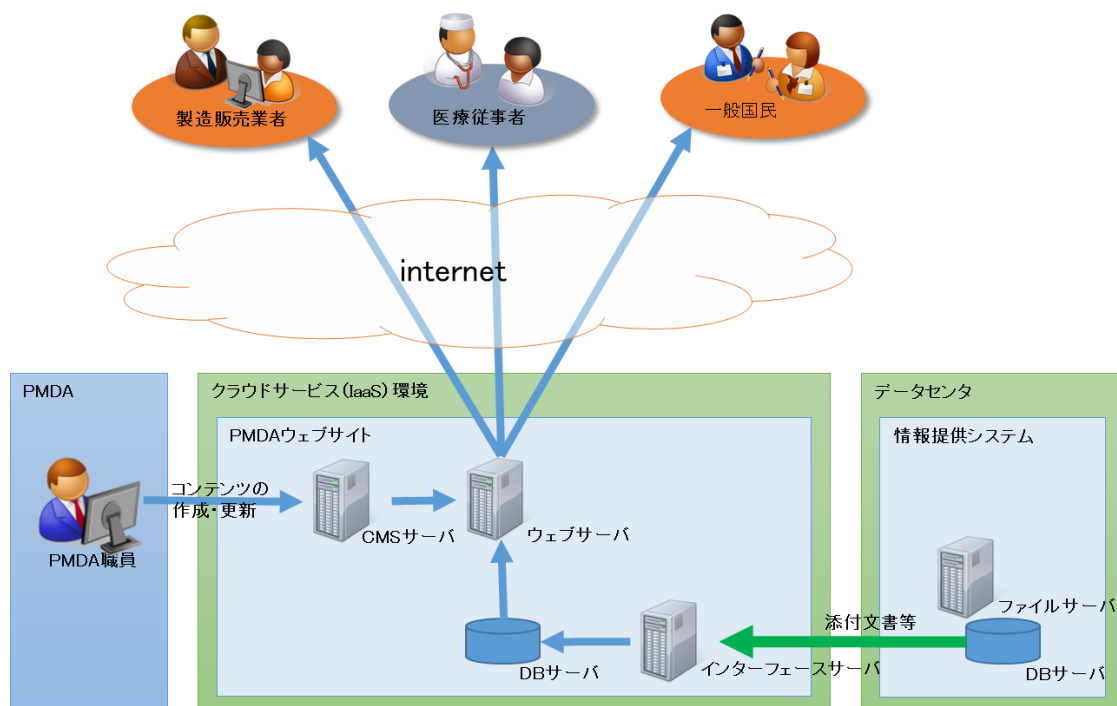 製造販売業者
医療従事者
一般国民
internet
PMDA
クラウドサービス(IaaS)環境
データセンタ
PMDAウェブサイト
情報提供システム
コンテンツの
作成・更新
PMDA職員
CMSサーバ
ウェブサーバ
ファイルサーバ
添付文書等
DBサーバ
インターフェースサーバ
DBサーバ